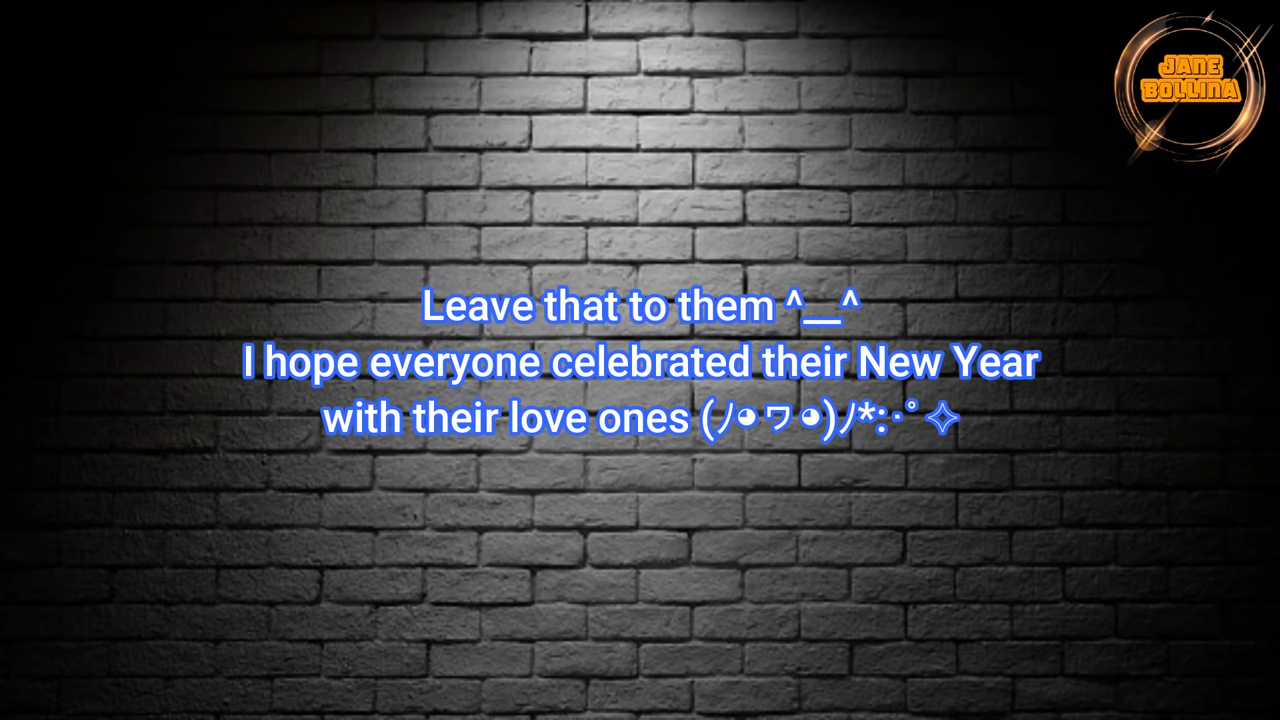 JANE
BOLLINA
Leave that to them ^__^
I hope everyone celebrated their New Year
with their love ones (ﾉ◕ヮ◕)ﾉ*:･ﾟ✧